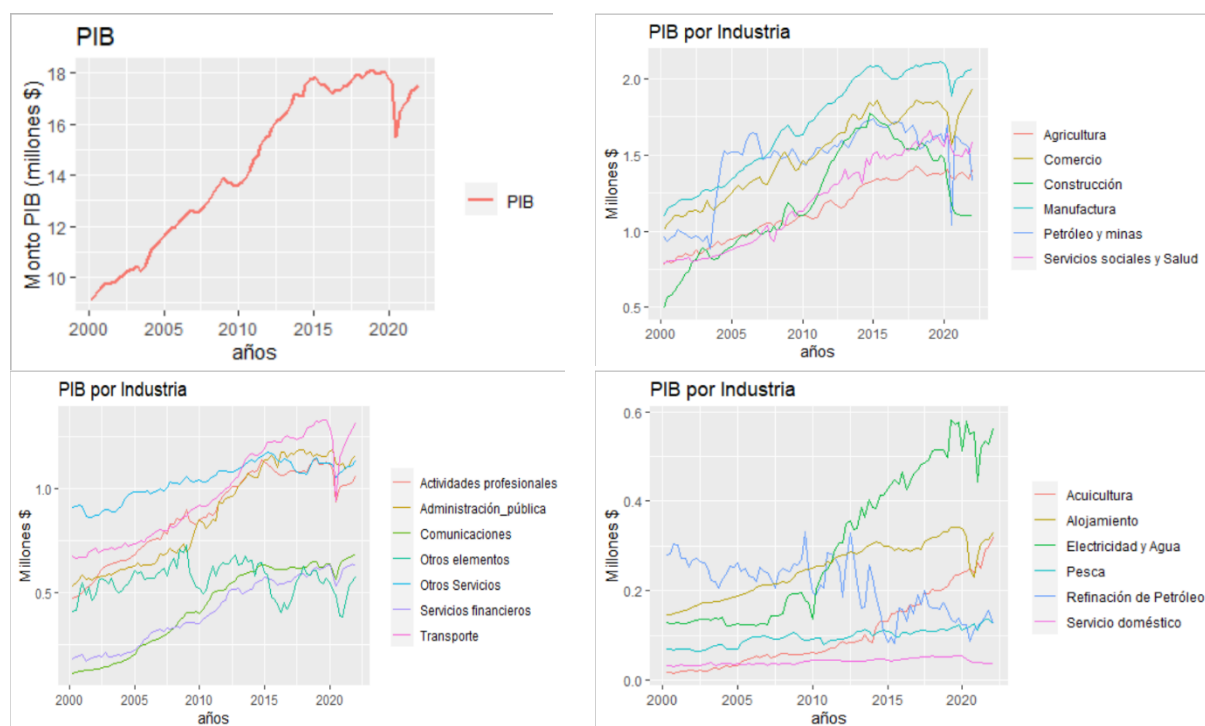 PIB
Monto PIB (millones $)
18
16
14
12
10
2000 2005 2010 2015 2020
años
PIB
PIB por Industria
Millones $
2.0
1.5
1.0
0.5
2000 2005 2010 2015 2020
años
Agricultura
Comercio
Construcción
Manufactura
Petróleo y minas
Servicios sociales y Salud
PIB por Industria
Millones $
1.0
0.5
2000 2005 2010 2015 2020
años
Actividades profesionales
Administración_pública
Comunicaciones
Otros elementos
Otros Servicios
Servicios financieros
Transporte
PIB por Industria
Millones $
0.6
0.4
0.2
0.0
2000 2005 2010 2015 2020
años
Acuicultura
Alojamiento
Electricidad y Agua
Pesca
Refinación de Petróleo
Servicio doméstico